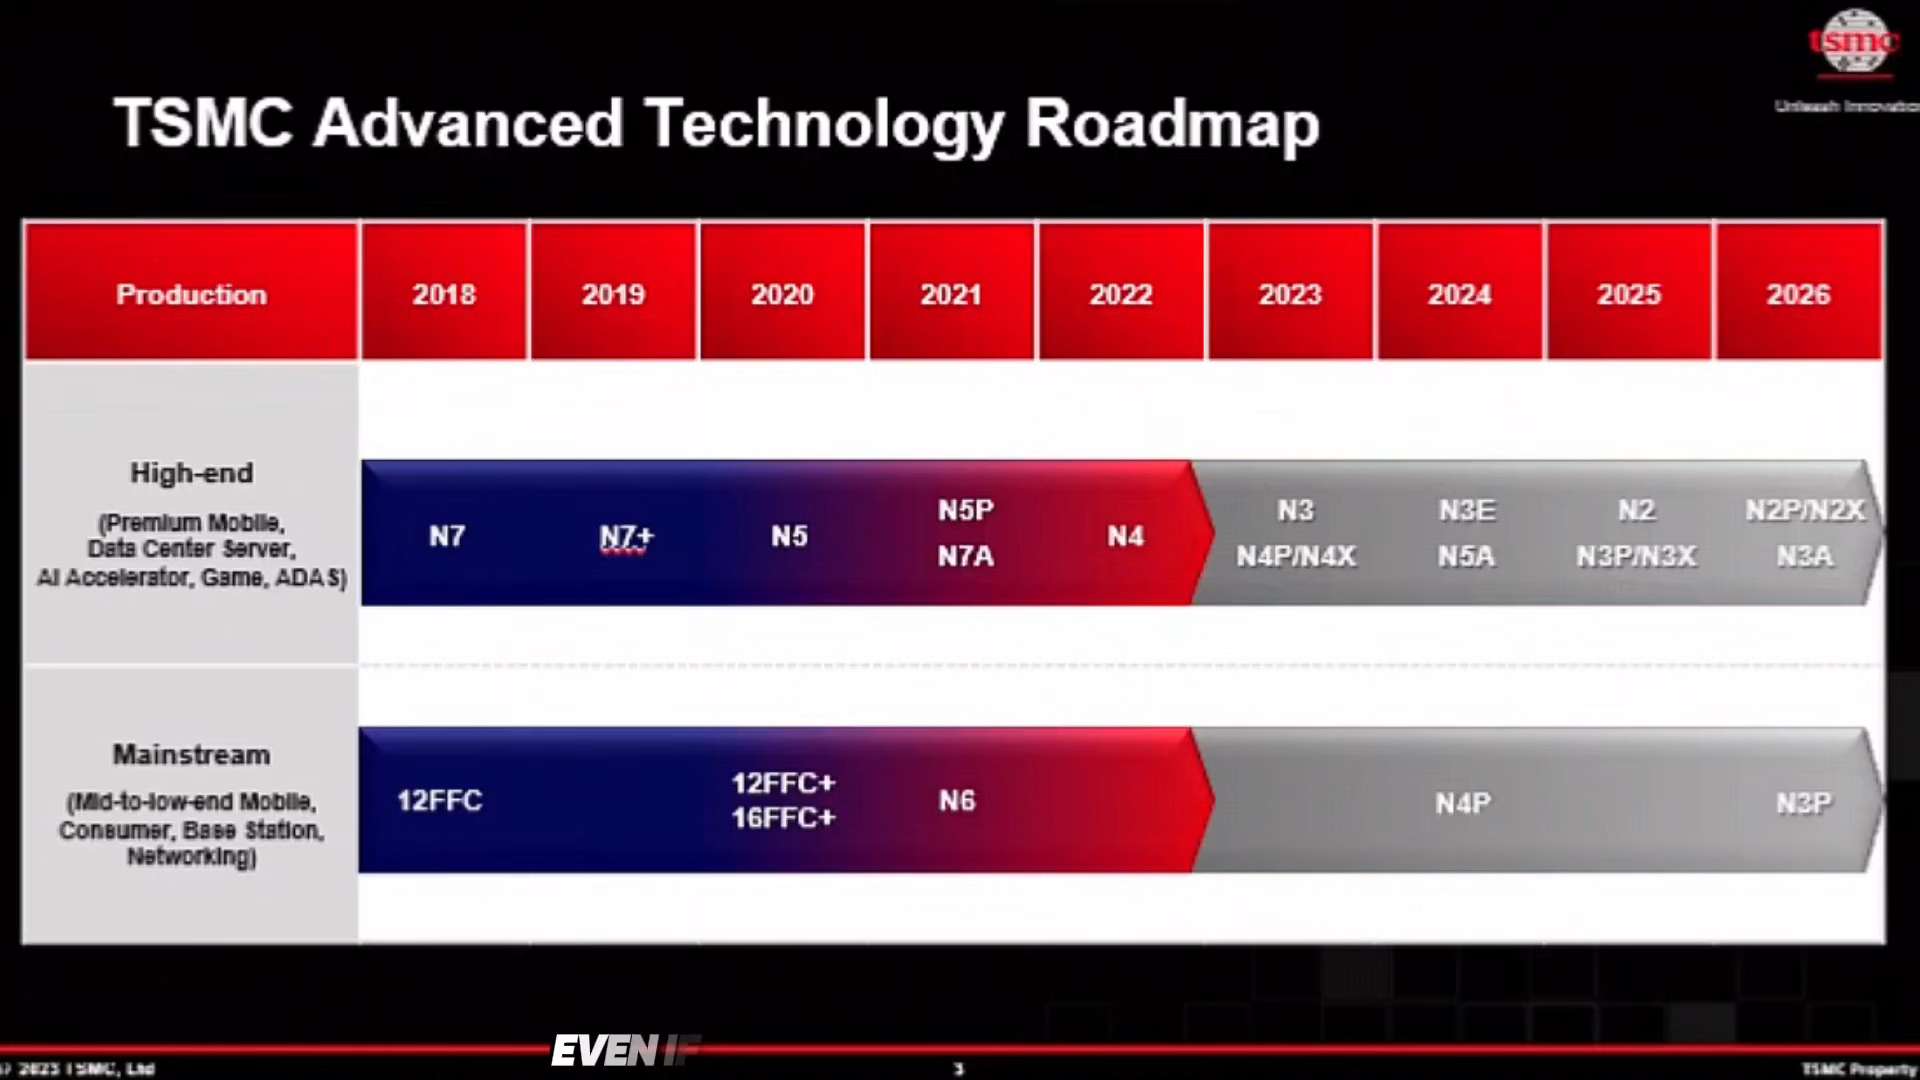 tsmc
Unleash Innovation
TSMC Advanced Technology Roadmap
Production 2018 2019 2020 2021 2022 2023 2024 2025 2026
High-end
(Premium Mobile,
Data Center Server,
AI Accelerator, Game, ADAS)
N7 N7+ N5 N5P N4 N3 N3E N2 N2P/N2X
N7A N4P/N4X N5A N3P/N3X N3A
Mainstream
(Mid-to-low-end Mobile,
Consumer, Base Station,
Networking)
12FFC 12FFC+ N6 N4P N3P
16FFC+
EVEN IF
2023 TSMC, Ltd
3
TSMC Property